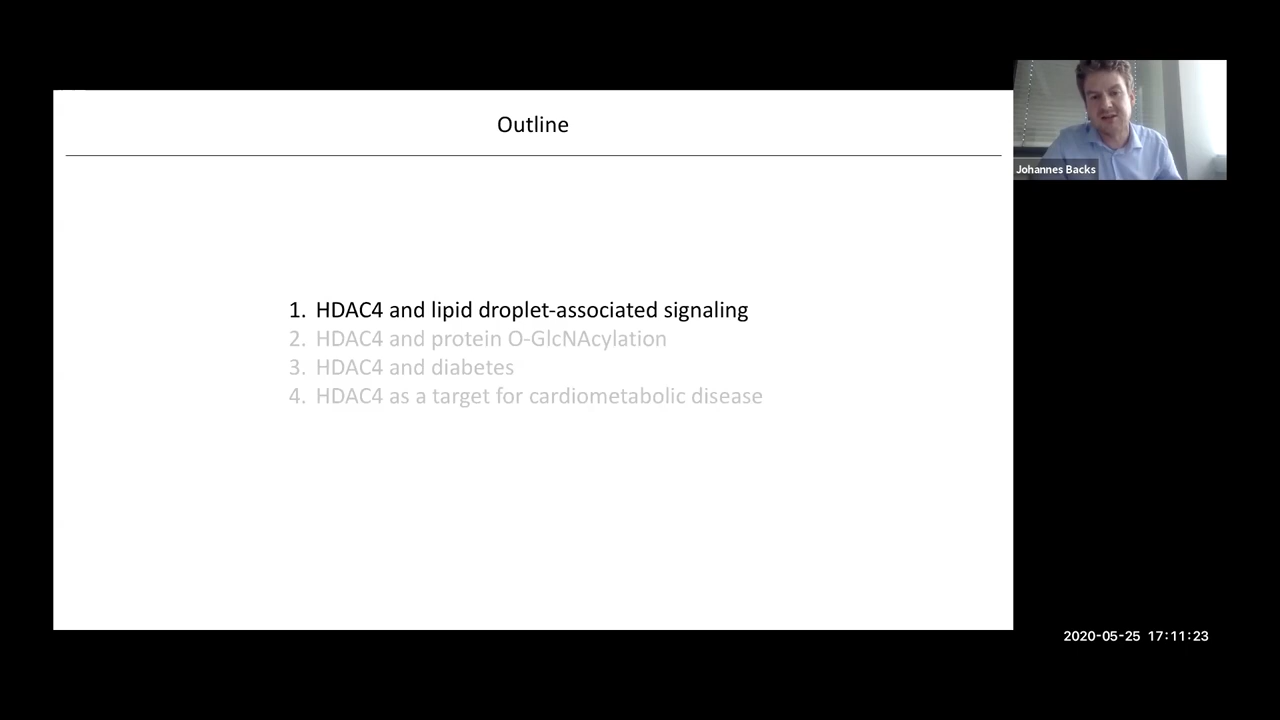 Outline
1. HDAC4 and lipid droplet-associated signaling
2. HDAC4 and protein O-GlcNAcylation
3. HDAC4 and diabetes
4. HDAC4 as a target for cardiometabolic disease
Johannes Backs
2020-05-25 17:11:23